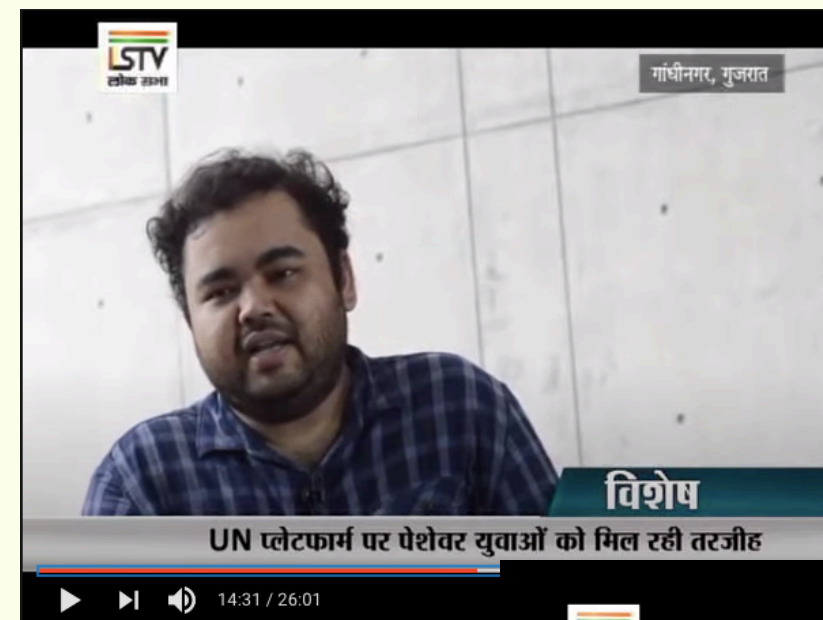 LSTV
लोक सभा
गांधीनगर, गुजरात
विशेष
UN प्लेटफार्म पर पेशेवर युवाओं को मिल रही तरजीह
14:31 / 26:01